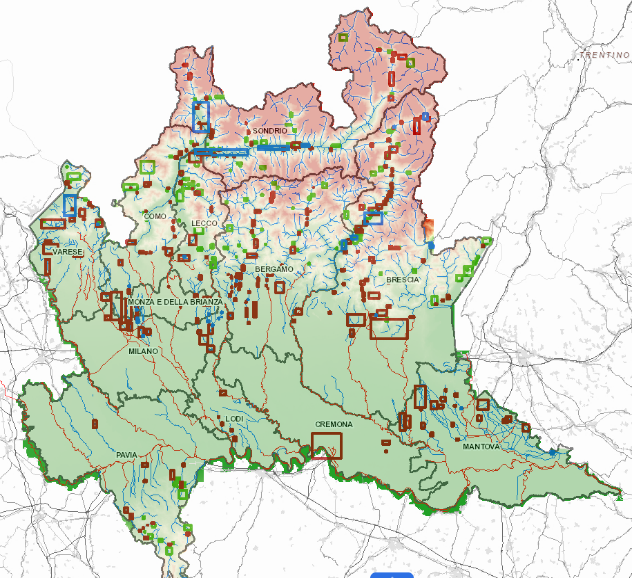 TRENTINO
SONDRIO
COMO
LECCO
VARESE
BERGAMO
BRESCIA
MONZA E DELLA BRIANZA
MILANO
LODI
CREMONA
MANTOVA
PAVIA